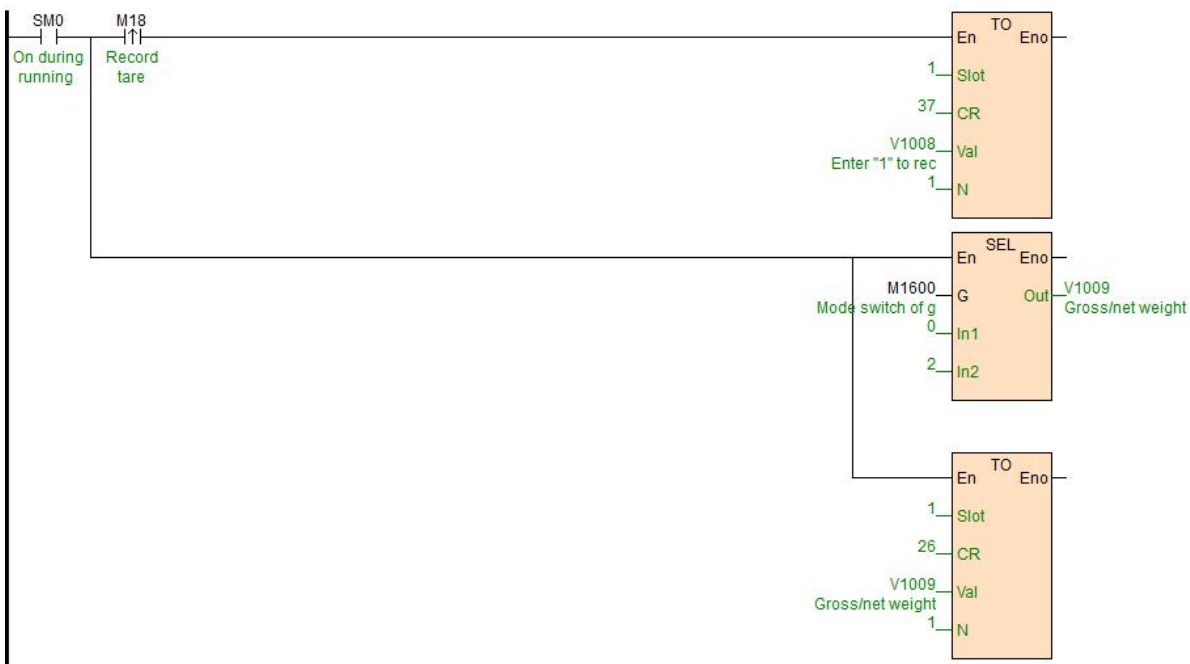 SM0
On during
running
M18
Record
tare
TO
En
Eno
1
Slot
37
CR
V1008
Enter "1" to rec
Val
1
N
SEL
En
Eno
M1600
Mode switch of g
G
Out
V1009
Gross/net weight
0
In1
2
In2
TO
En
Eno
1
Slot
26
CR
V1009
Gross/net weight
Val
1
N